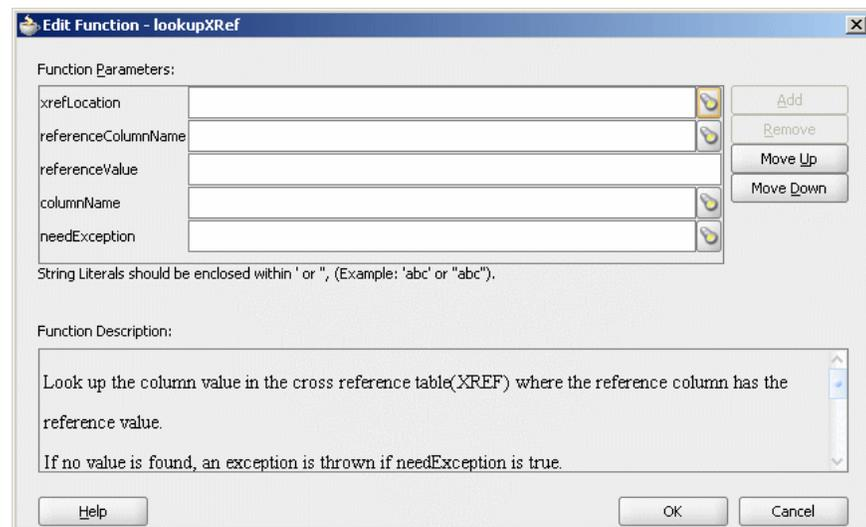 Edit Function - lookupXRef
Function Parameters:
xrefLocation
referenceColumnName
referenceValue
columnName
needException
Add
Remove
Move Up
Move Down
String Literals should be enclosed within ' or ", (Example: 'abc' or "abc").
Function Description:
Look up the column value in the cross reference table(XREF) where the reference column has the
reference value.
If no value is found, an exception is thrown if needException is true.
Help
OK
Cancel